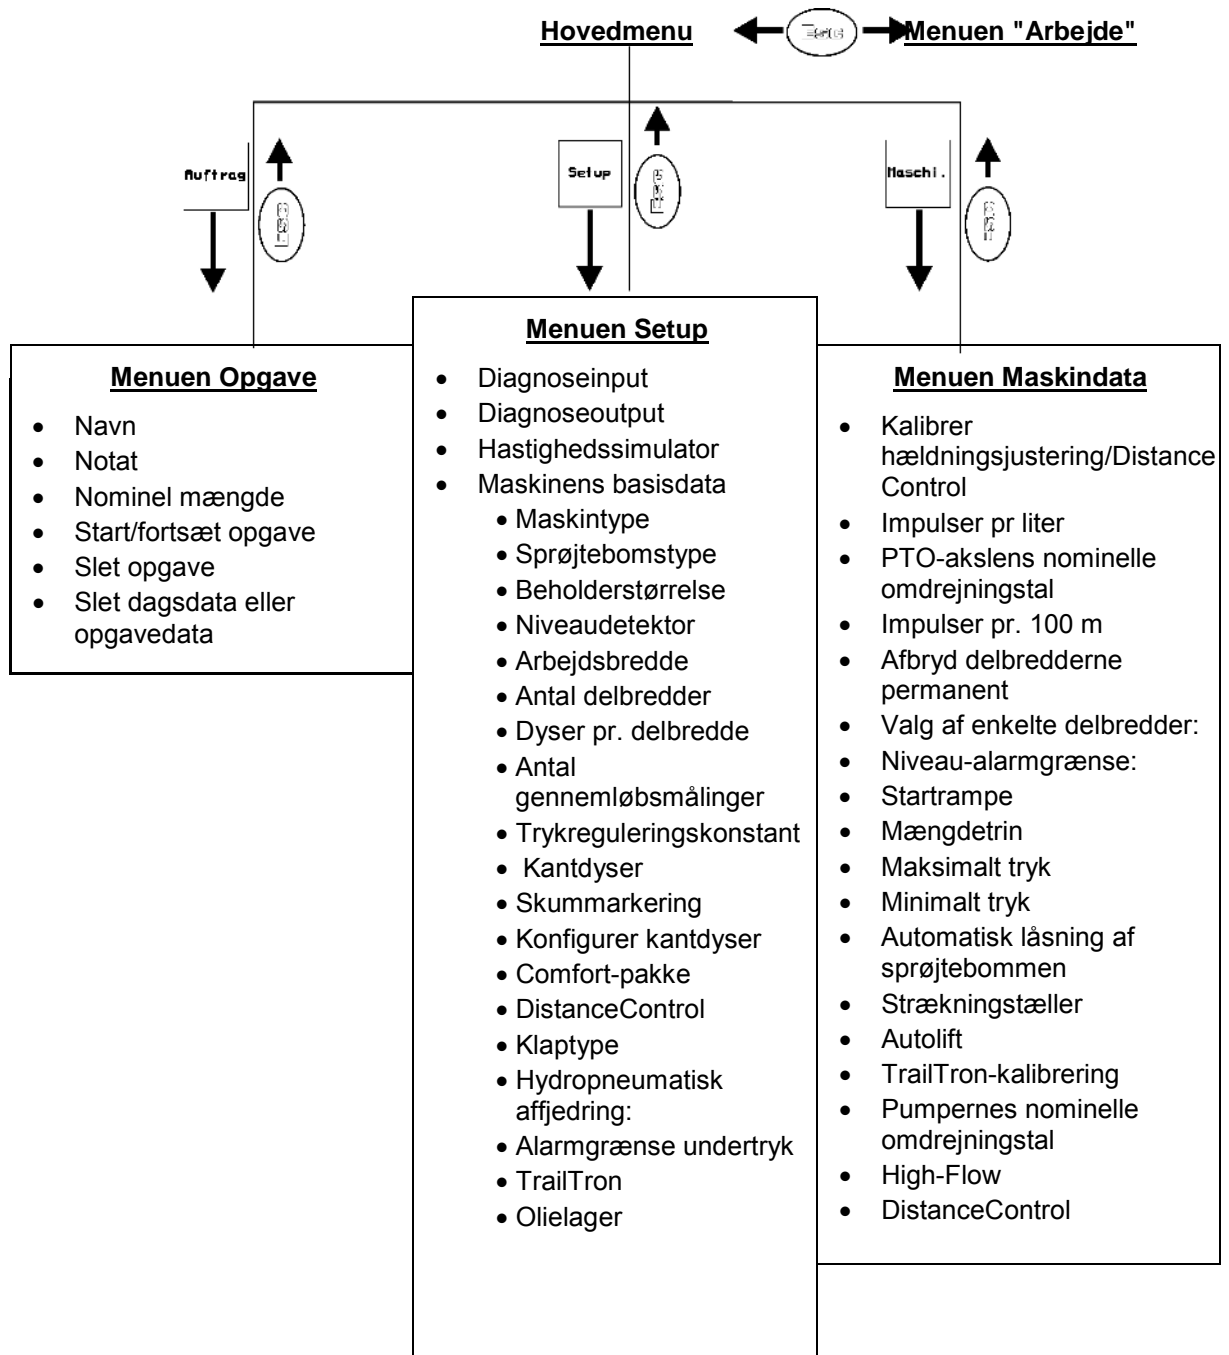 Hovedmenu
Menuen "Arbejde"
Auftrag
Setup
Maschi.
Esc
Esc
Esc
Menuen Opgave
• Navn
• Notat
• Nominel mængde
• Start/fortsæt opgave
• Slet opgave
• Slet dagsdata eller
opgavedata
Menuen Setup
• Diagnoseinput
• Diagnoseoutput
• Hastighedssimulator
• Maskinens basisdata
• Maskintype
• Sprøjtebomstype
• Beholderstørrelse
• Niveaudetektor
• Arbejdsbredde
• Antal delbredder
• Dyser pr. delbredde
• Antal
gennemløbsmålinger
• Trykreguleringskonstant
• Kantdyser
• Skummarkering
• Konfigurer kantdyser
• Comfort-pakke
• DistanceControl
• Klaptype
• Hydropneumatisk
affjedring:
• Alarmgrænse undertryk
• TrailTron
• Olielager
Menuen Maskindata
• Kalibrer
hældningsjustering/Distance
Control
• Impulser pr liter
• PTO-akslens nominelle
omdrejningstal
• Impulser pr. 100 m
• Afbryd delbredderne
permanent
• Valg af enkelte delbredder:
• Niveau-alarmgrænse:
• Startrampe
• Mængdetrin
• Maksimalt tryk
• Minimalt tryk
• Automatisk låsning af
sprøjtebommen
• Strækningstæller
• Autolift
• TrailTron-kalibrering
• Pumpernes nominelle
omdrejningstal
• High-Flow
• DistanceControl